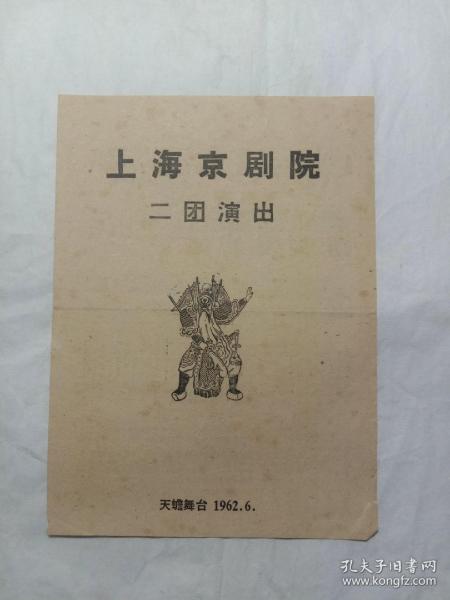 上海京剧院
二团演出
天蟾舞台 1962.6.
孔夫子旧书网
www.kongfz.com